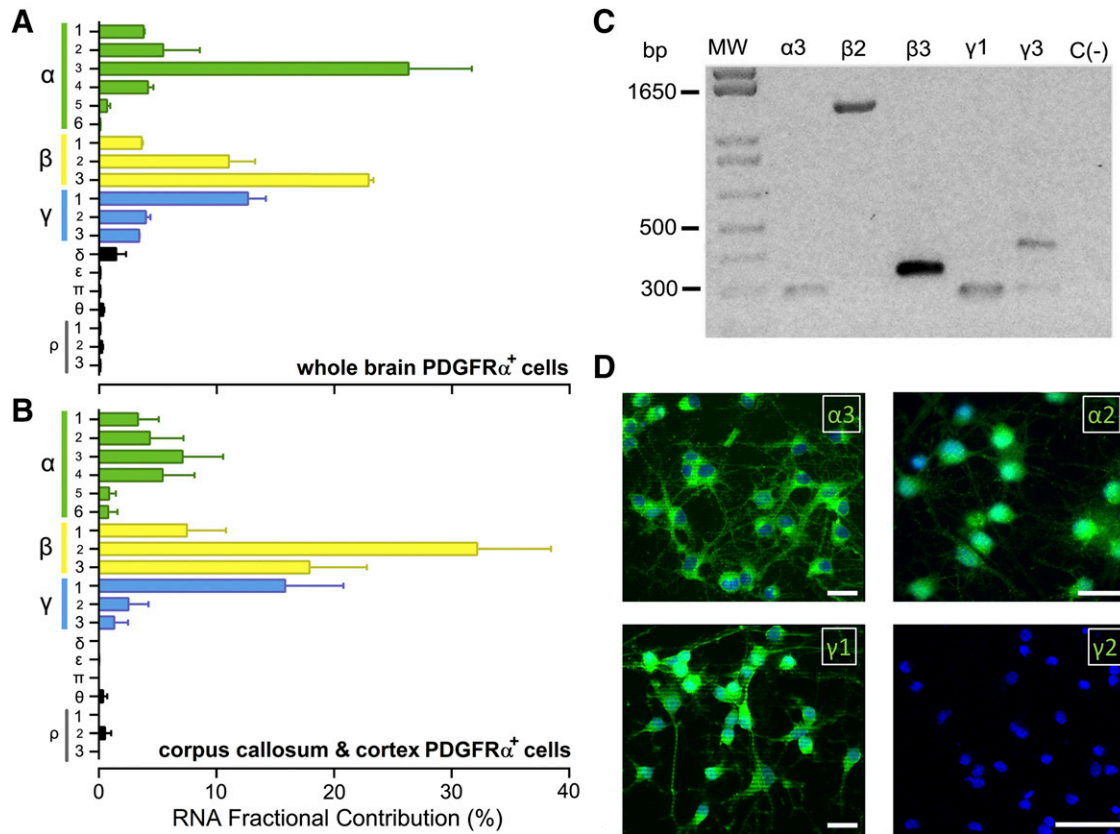 A
α
1
2
3
4
5
6
β
1
2
3
γ
1
2
3
δ
ε
π
θ
ρ
1
2
3
whole brain PDGFRα+ cells
B
α
1
2
3
4
5
6
β
1
2
3
γ
1
2
3
δ
ε
π
θ
ρ
1
2
3
corpus callosum & cortex PDGFRα+ cells
0 10 20 30 40
RNA Fractional Contribution (%)
C
bp MW α3 β2 β3 γ1 γ3 C(-)
1650
500
300
D
α3
α2
γ1
γ2